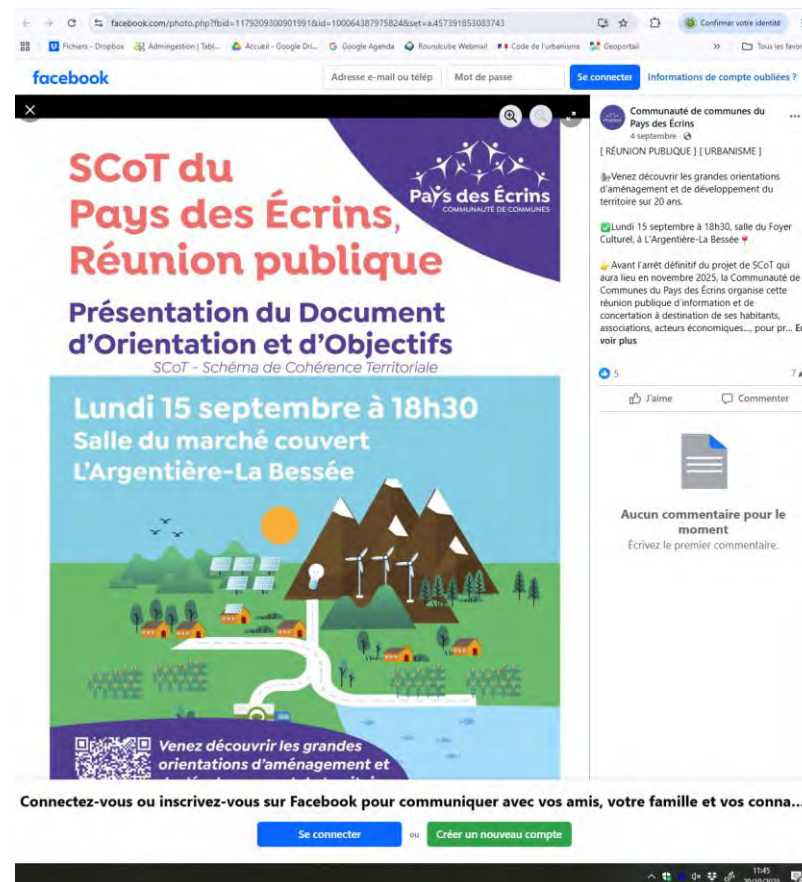 facebook.com/photo.php?fbid=1179209300901991&id=100064387975824&set=a.457391853083743
Confirmer votre identité
Fichiers - Dropbox
Admingestion | Tabl...
Accueil - Google Dri...
Google Agenda
Roundcube Webmail
Code de l'urbanisme
Geoportail
»
Tous les favor
facebook
Adresse e-mail ou télép
Mot de passe
Se connecter
Informations de compte oubliées ?
SCoT du
Pays des Écrins,
Réunion publique
Pays des Écrins
COMMUNAUTÉ DE COMMUNES
Présentation du Document
d'Orientation et d'Objectifs
SCoT - Schéma de Cohérence Territoriale
Lundi 15 septembre à 18h30
Salle du marché couvert
L'Argentière-La Bessée
Venez découvrir les grandes
orientations d'aménagement et
Communauté de communes du
Pays des Écrins
4 septembre
[ RÉUNION PUBLIQUE ] [ URBANISME ]
Venez découvrir les grandes orientations
d'aménagement et de développement du
territoire sur 20 ans.
Lundi 15 septembre à 18h30, salle du Foyer
Culturel, à L'Argentière-La Bessée
Avant l'arrêt définitif du projet de SCoT qui
aura lieu en novembre 2025, la Communauté de
Communes du Pays des Écrins organise cette
réunion publique d'information et de
concertation à destination de ses habitants,
associations, acteurs économiques..., pour pr... En
voir plus
5
7
J'aime
Commenter
Aucun commentaire pour le
moment
Écrivez le premier commentaire.
Connectez-vous ou inscrivez-vous sur Facebook pour communiquer avec vos amis, votre famille et vos conna...
Se connecter
ou
Créer un nouveau compte
11:45
20/10/2025